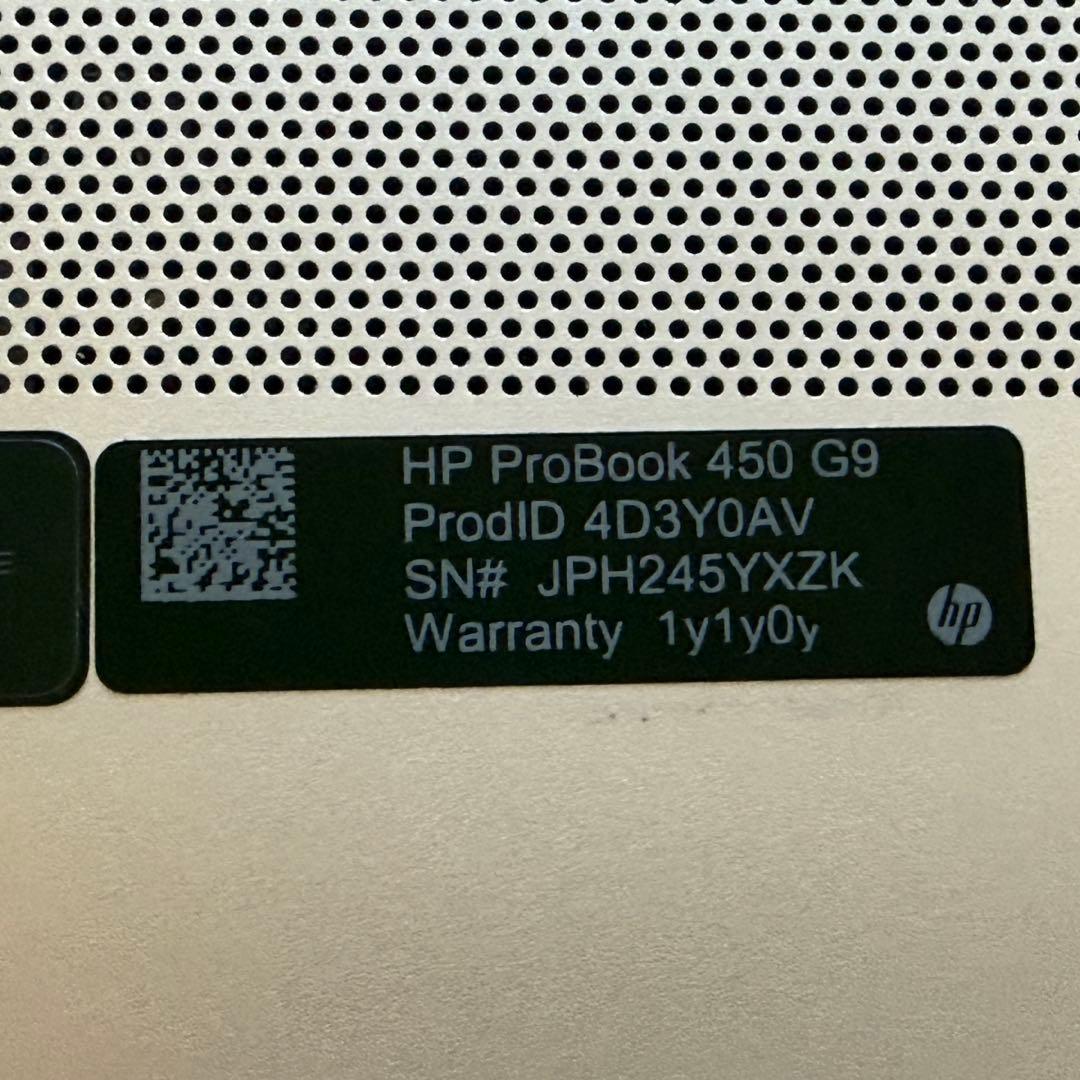 HP ProBook 450 G9
ProdID 4D3Y0AV
SN# JPH245YXZK
Warranty 1y1y0y
hp